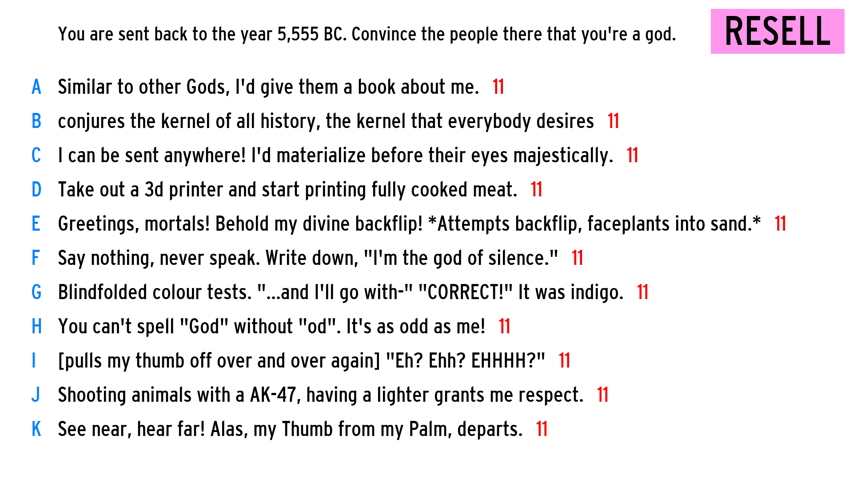 You are sent back to the year 5,555 BC. Convince the people there that you're a god.
RESELL
A Similar to other Gods, I'd give them a book about me. 11
B conjures the kernel of all history, the kernel that everybody desires 11
C I can be sent anywhere! I'd materialize before their eyes majestically. 11
D Take out a 3d printer and start printing fully cooked meat. 11
E Greetings, mortals! Behold my divine backflip! *Attempts backflip, faceplants into sand.* 11
F Say nothing, never speak. Write down, "I'm the god of silence." 11
G Blindfolded colour tests. "...and I'll go with-" "CORRECT!" It was indigo. 11
H You can't spell "God" without "od". It's as odd as me! 11
I [pulls my thumb off over and over again] "Eh? Ehh? EHHHH?" 11
J Shooting animals with a AK-47, having a lighter grants me respect. 11
K See near, hear far! Alas, my Thumb from my Palm, departs. 11